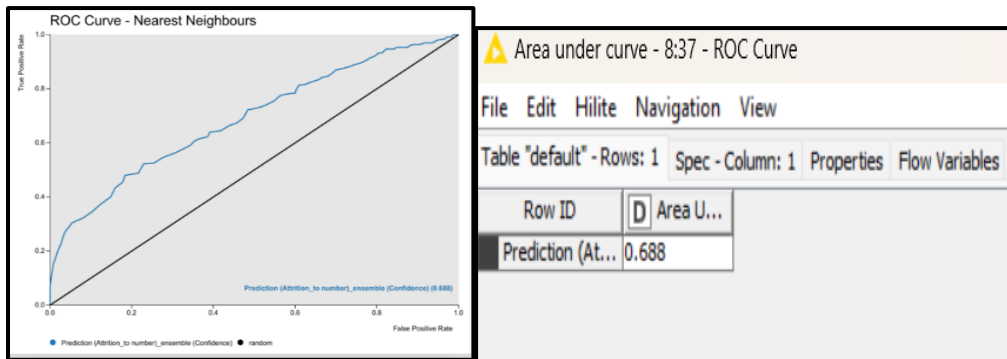 ROC Curve - Nearest Neighbours
True Positive Rate
1.0
0.8
0.6
0.4
0.2
0.0
Prediction (Attrition_to number)_ensemble (Confidence) (0.688)
0.0 0.2 0.4 0.6 0.8 1.0
False Positive Rate
Prediction (Attrition_to number)_ensemble (Confidence) random
Area under curve - 8:37 - ROC Curve
File Edit Hilite Navigation View
Table "default" - Rows: 1 Spec - Column: 1 Properties Flow Variables
Row ID D Area U...
Prediction (At... 0.688